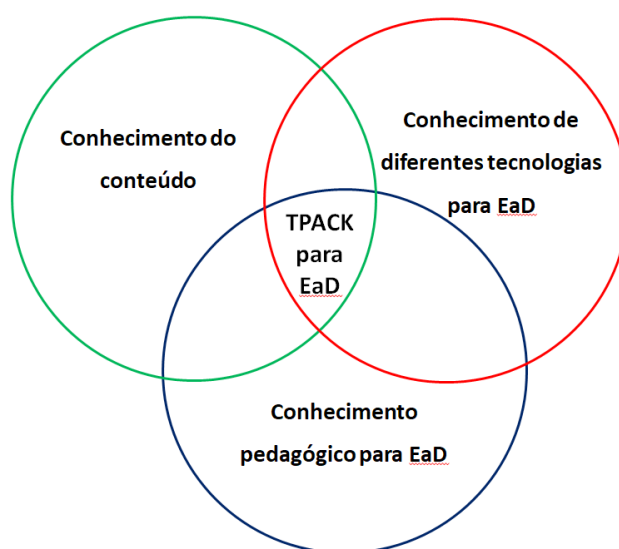 Conhecimento do
conteúdo
Conhecimento de
diferentes tecnologias
para EaD
TPACK
para
EaD
Conhecimento
pedagógico para EaD